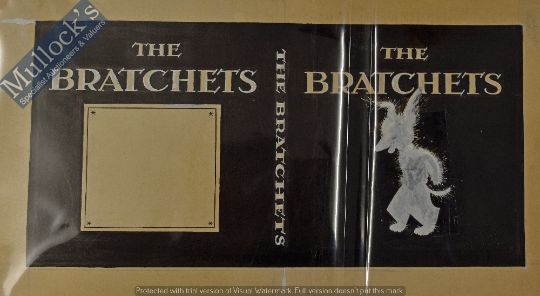 Mullock's
Specialist Auctioneers & Valuers
THE
BRATCHETS
THE BRATCHETS
THE
BRATCHETS
Protected with trial version of Visual Watermark. Full version doesn't put this mark.